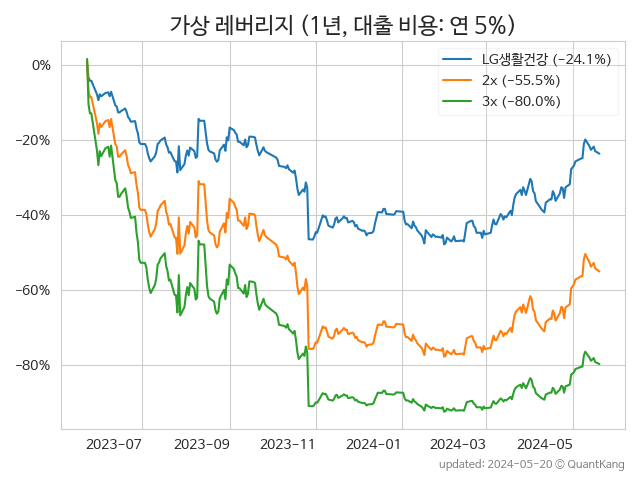 가상 레버리지 (1년, 대출 비용: 연 5%)
LG생활건강 (−24.1%)
2x (−55.5%)
3x (−80.0%)
0%
−20%
−40%
−60%
−80%
2023-07 2023-09 2023-11 2024-01 2024-03 2024-05
updated: 2024-05-20 © QuantKang